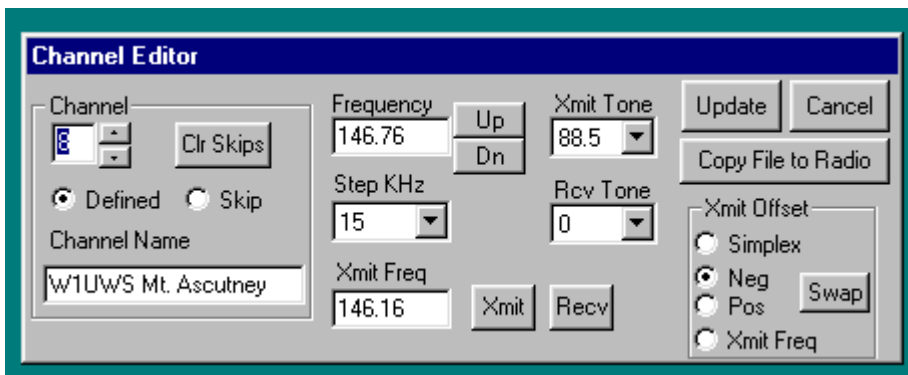 Channel Editor
Channel
8
Clr Skips
Defined
Skip
Channel Name
W1UWS Mt. Ascutney
Frequency
146.76
Up
Dn
Step KHz
15
Xmit Freq
146.16
Xmit
Recv
Xmit Tone
88.5
Rcv Tone
0
Update
Cancel
Copy File to Radio
Xmit Offset
Simplex
Neg
Pos
Swap
Xmit Freq